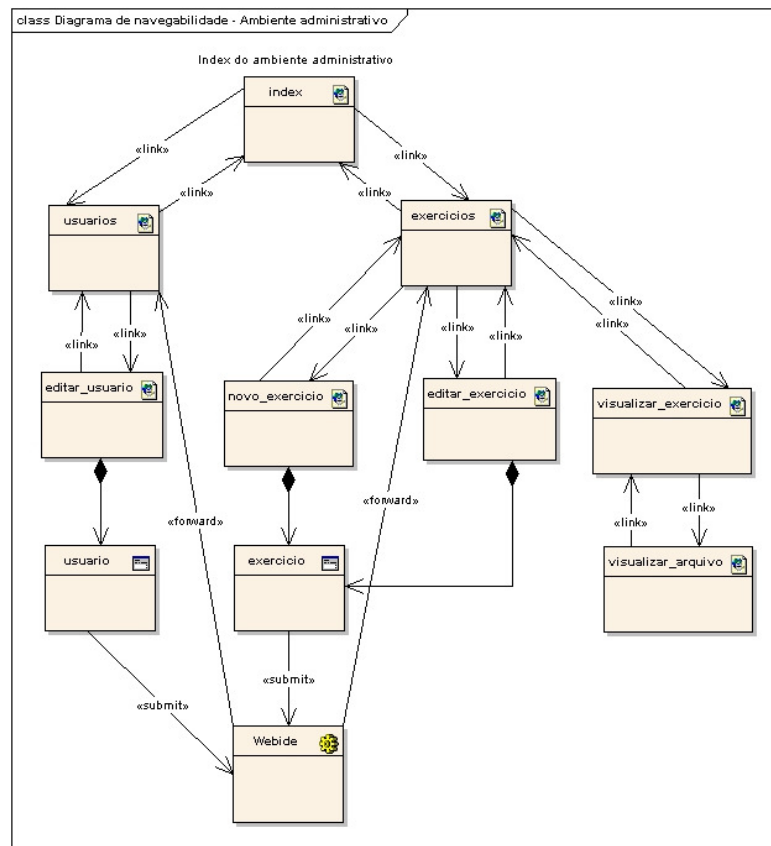 class Diagrama de navegabilidade - Ambiente administrativo
Index do ambiente administrativo
index
«link»
«link»
«link»
«link»
usuarios
exercicios
«link»
«link»
«link»
«link»
«link»
«link»
«link»
«link»
editar_usuario
novo_exercicio
editar_exercicio
visualizar_exercicio
«forward»
«forward»
«link»
«link»
usuario
exercicio
visualizar_arquivo
«submit»
«submit»
Webide